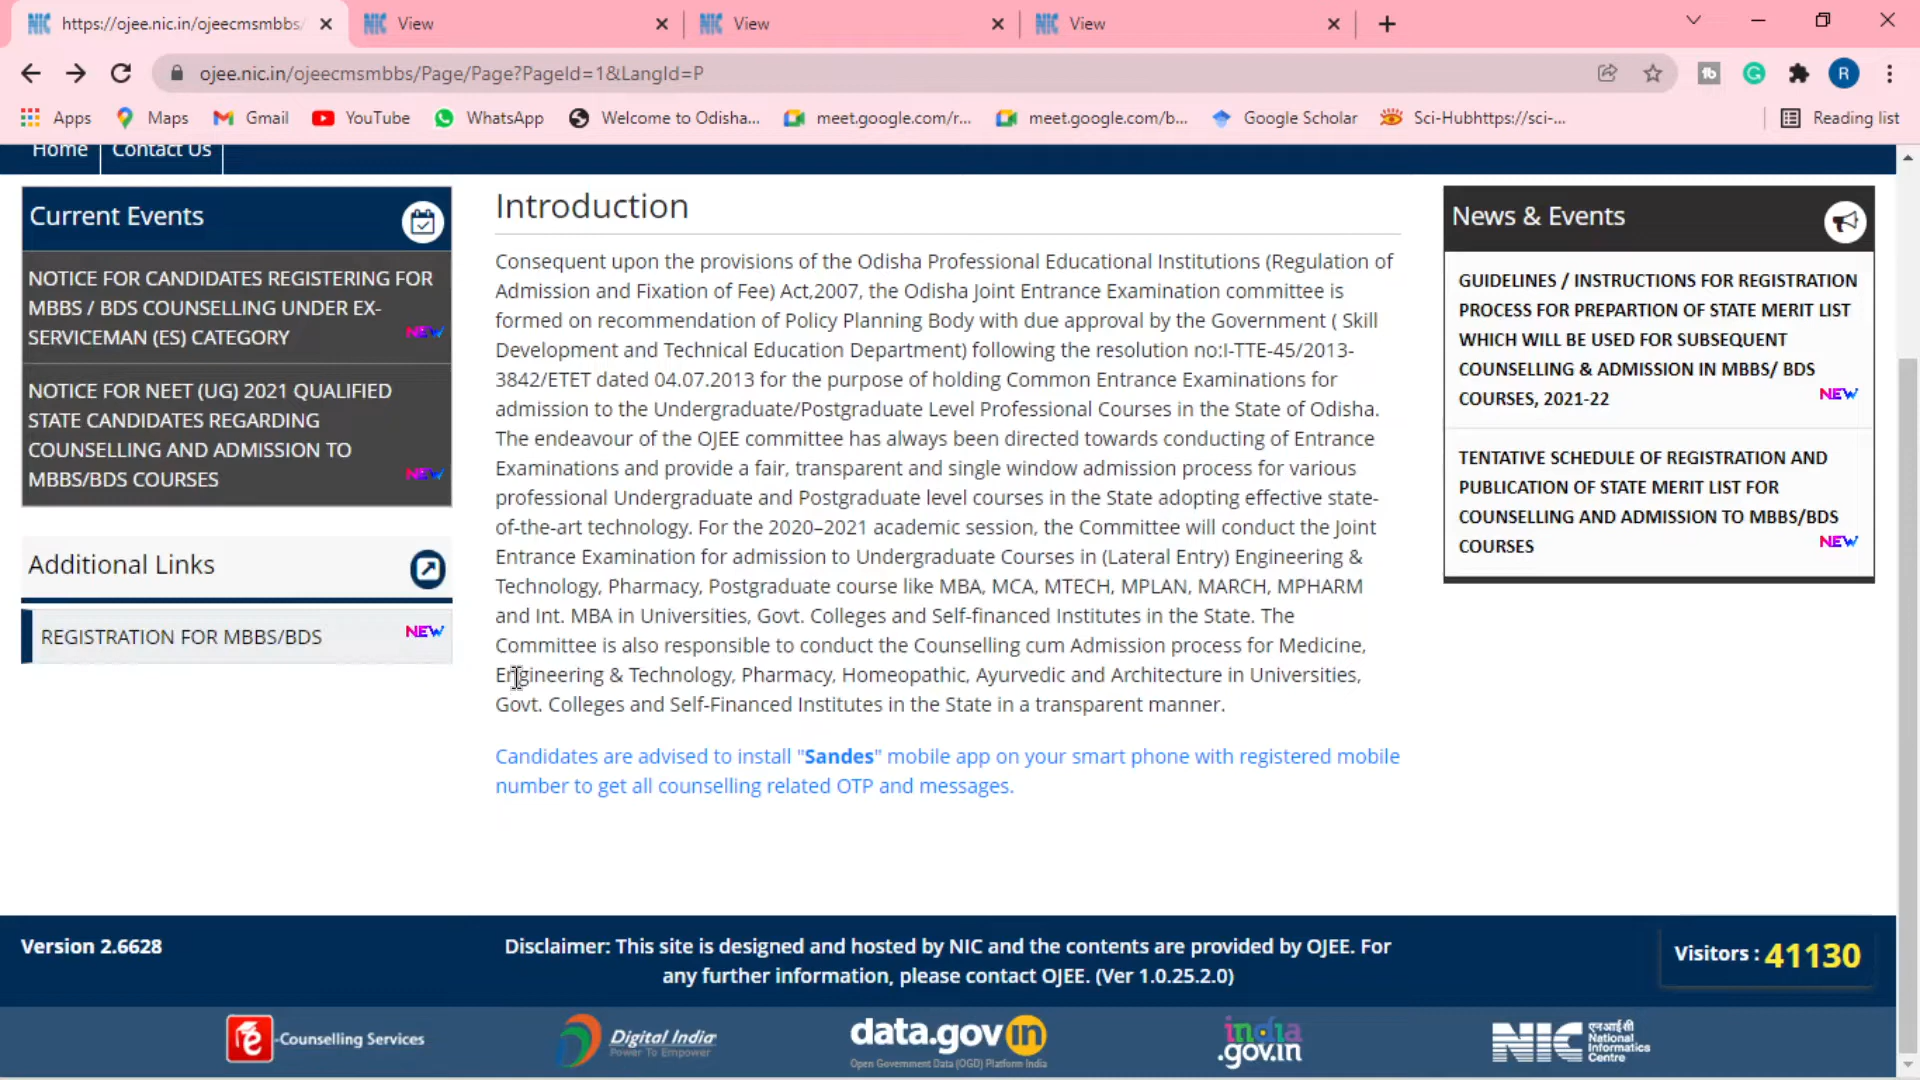 https://ojee.nic.in/ojeecmsmbbs/
View
View
View
ojee.nic.in/ojeecmsmbbs/Page/Page?PageId=1&LangId=P
R
Apps
Maps
Gmail
YouTube
WhatsApp
Welcome to Odisha...
meet.google.com/r...
meet.google.com/b...
Google Scholar
Sci-Hubhttps://sci-...
Reading list
Home
Contact Us
Current Events
NOTICE FOR CANDIDATES REGISTERING FOR
MBBS / BDS COUNSELLING UNDER EX-
SERVICEMAN (ES) CATEGORY NEW
NOTICE FOR NEET (UG) 2021 QUALIFIED
STATE CANDIDATES REGARDING
COUNSELLING AND ADMISSION TO
MBBS/BDS COURSES NEW
Additional Links
REGISTRATION FOR MBBS/BDS NEW
Introduction
Consequent upon the provisions of the Odisha Professional Educational Institutions (Regulation of
Admission and Fixation of Fee) Act,2007, the Odisha Joint Entrance Examination committee is
formed on recommendation of Policy Planning Body with due approval by the Government ( Skill
Development and Technical Education Department) following the resolution no:I-TTE-45/2013-
3842/ETET dated 04.07.2013 for the purpose of holding Common Entrance Examinations for
admission to the Undergraduate/Postgraduate Level Professional Courses in the State of Odisha.
The endeavour of the OJEE committee has always been directed towards conducting of Entrance
Examinations and provide a fair, transparent and single window admission process for various
professional Undergraduate and Postgraduate level courses in the State adopting effective state-
of-the-art technology. For the 2020–2021 academic session, the Committee will conduct the Joint
Entrance Examination for admission to Undergraduate Courses in (Lateral Entry) Engineering &
Technology, Pharmacy, Postgraduate course like MBA, MCA, MTECH, MPLAN, MARCH, MPHARM
and Int. MBA in Universities, Govt. Colleges and Self-financed Institutes in the State. The
Committee is also responsible to conduct the Counselling cum Admission process for Medicine,
Engineering & Technology, Pharmacy, Homeopathic, Ayurvedic and Architecture in Universities,
Govt. Colleges and Self-Financed Institutes in the State in a transparent manner.
Candidates are advised to install "Sandes" mobile app on your smart phone with registered mobile
number to get all counselling related OTP and messages.
News & Events
GUIDELINES / INSTRUCTIONS FOR REGISTRATION
PROCESS FOR PREPARTION OF STATE MERIT LIST
WHICH WILL BE USED FOR SUBSEQUENT
COUNSELLING & ADMISSION IN MBBS/ BDS
COURSES, 2021-22 NEW
TENTATIVE SCHEDULE OF REGISTRATION AND
PUBLICATION OF STATE MERIT LIST FOR
COUNSELLING AND ADMISSION TO MBBS/BDS
COURSES NEW
Version 2.6628
Disclaimer: This site is designed and hosted by NIC and the contents are provided by OJEE. For
any further information, please contact OJEE. (Ver 1.0.25.2.0)
Visitors : 41130
e-Counselling Services
Digital India
Power To Empower
data.gov in
Open Government Data (OGD) Platform India
india
.gov.in
NIC
एनआईसी
National
Informatics
Centre